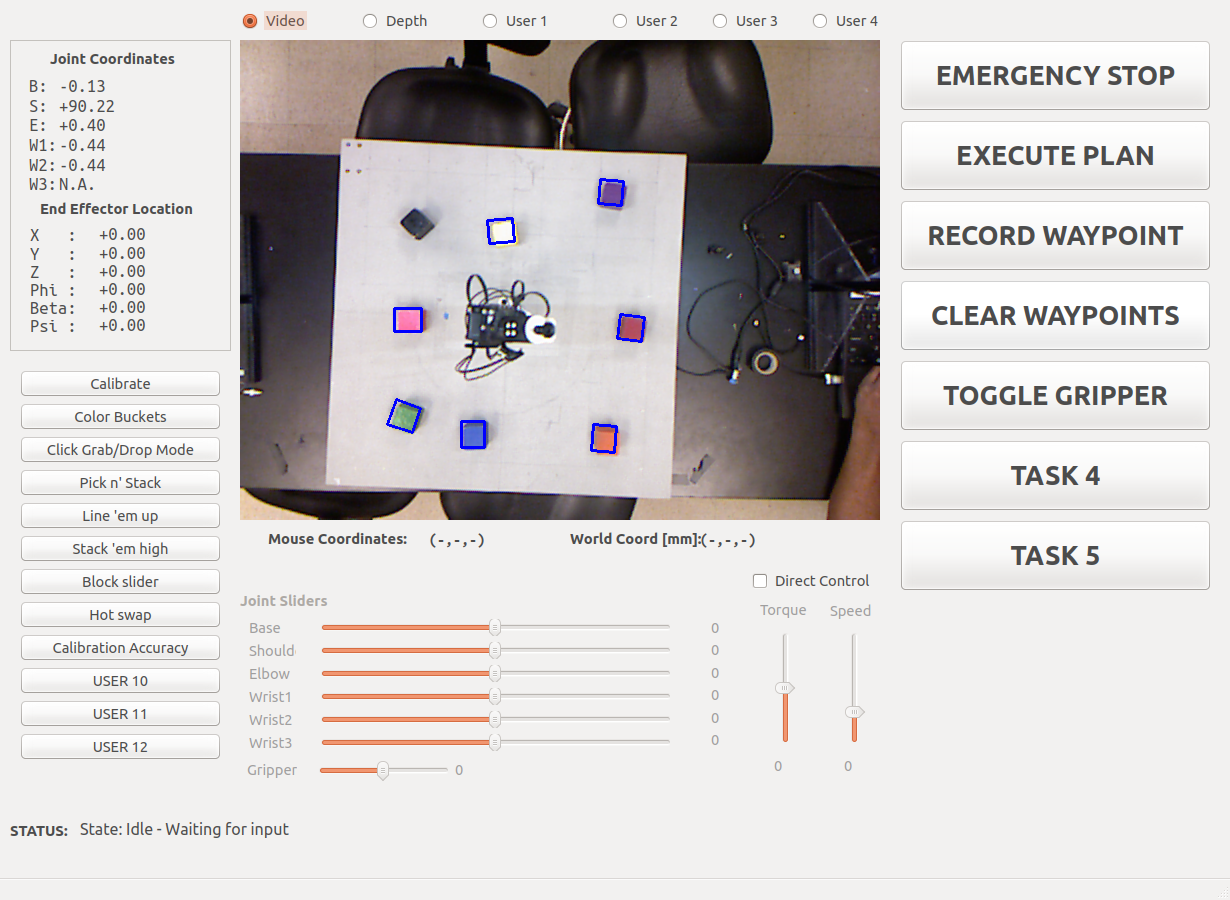 Video Depth User 1 User 2 User 3 User 4
Joint Coordinates
B: -0.13
S: +90.22
E: +0.40
W1:-0.44
W2:-0.44
W3:N.A.
End Effector Location
X : +0.00
Y : +0.00
Z : +0.00
Phi : +0.00
Beta: +0.00
Psi : +0.00
Calibrate
Color Buckets
Click Grab/Drop Mode
Pick n' Stack
Line 'em up
Stack 'em high
Block slider
Hot swap
Calibration Accuracy
USER 10
USER 11
USER 12
Mouse Coordinates: (-,-,-) World Coord [mm]:(-,-,-)
Direct Control
Joint Sliders
Torque Speed
Base 0
Should 0
Elbow 0
Wrist1 0
Wrist2 0
Wrist3 0
Gripper 0
0 0
EMERGENCY STOP
EXECUTE PLAN
RECORD WAYPOINT
CLEAR WAYPOINTS
TOGGLE GRIPPER
TASK 4
TASK 5
STATUS: State: Idle - Waiting for input